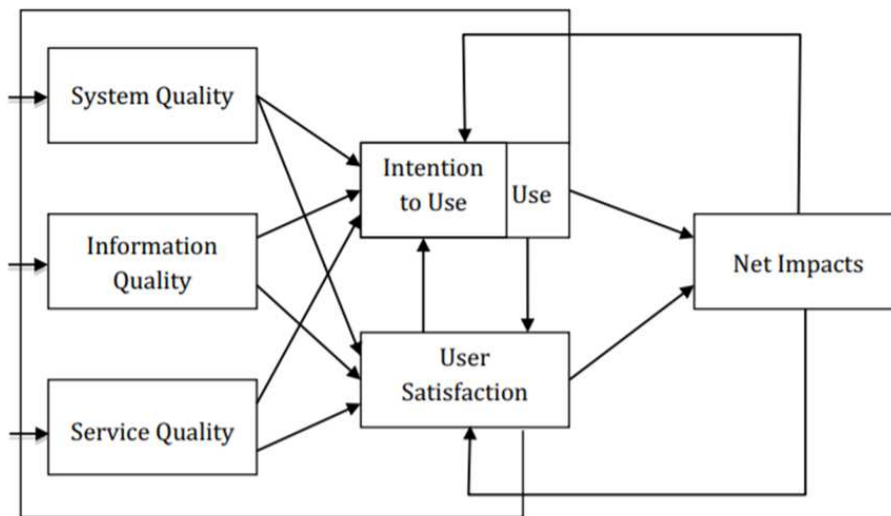 System Quality
Intention
to Use
Use
Information
Quality
Net Impacts
User
Satisfaction
Service Quality